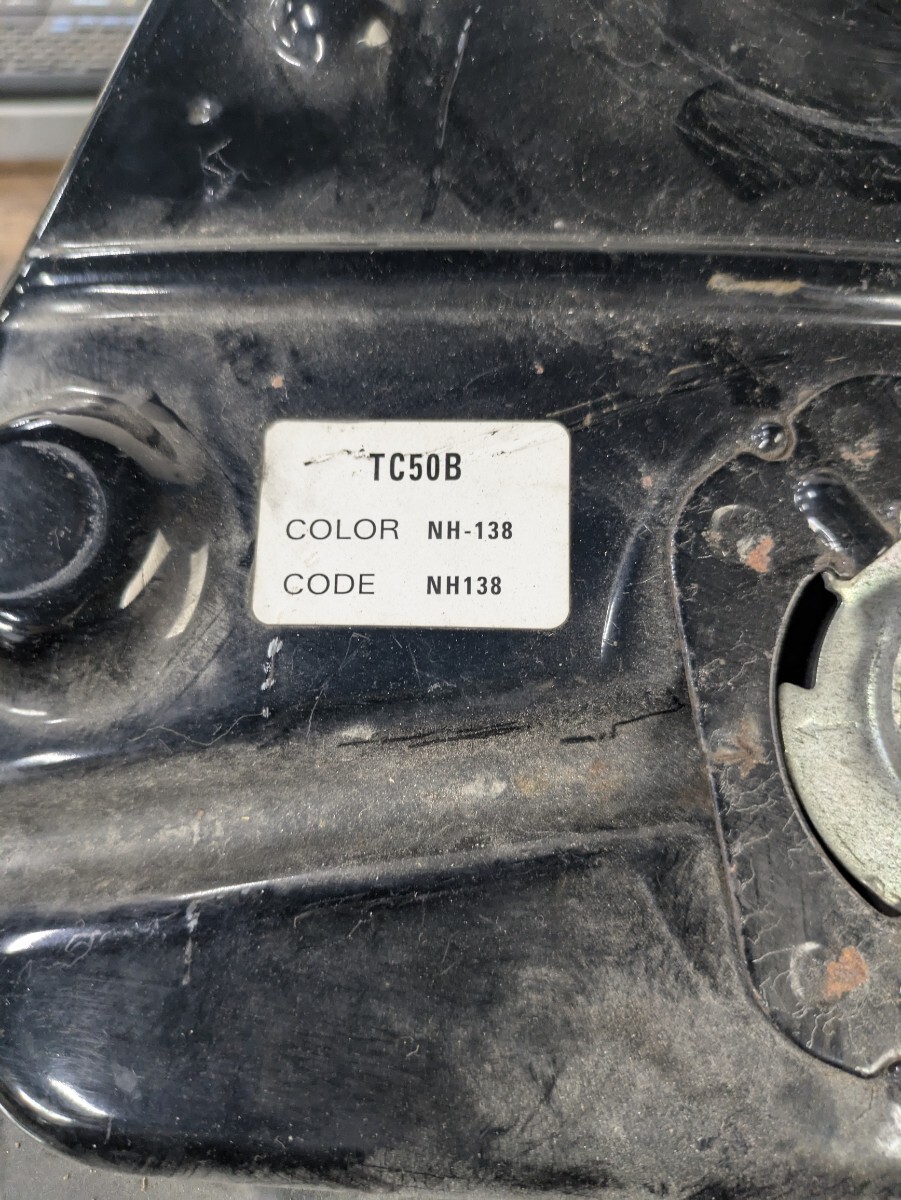 TC50B
COLOR NH-138
CODE NH138